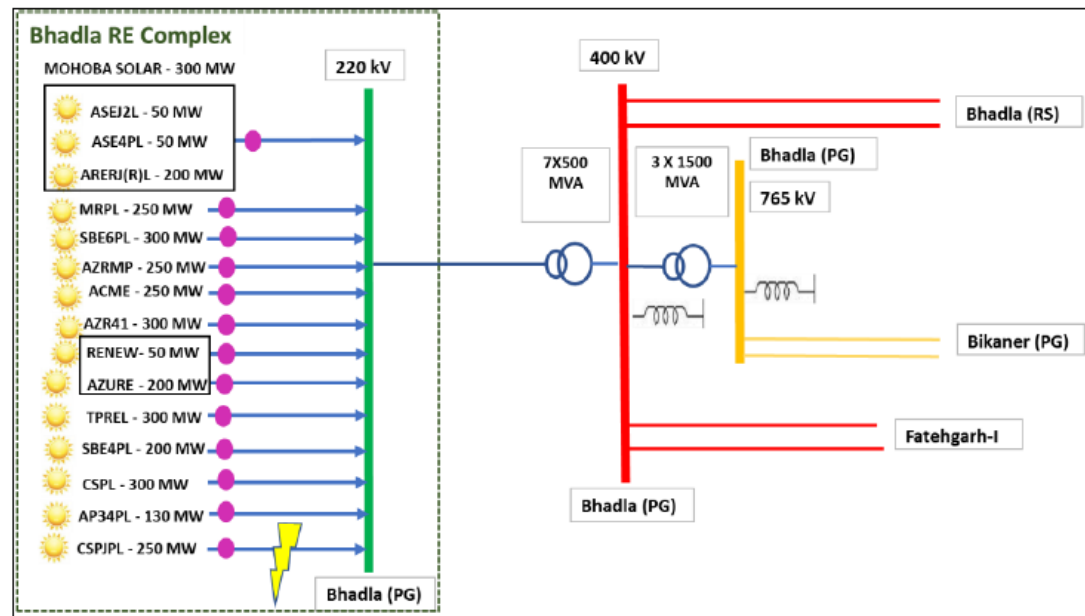 Bhadla RE Complex
MOHOBA SOLAR - 300 MW
ASEJ2L - 50 MW
ASE4PL - 50 MW
ARERJ(R)L - 200 MW
MRPL - 250 MW
SBE6PL - 300 MW
AZRMP - 250 MW
ACME - 250 MW
AZR41 - 300 MW
RENEW- 50 MW
AZURE - 200 MW
TPREL - 300 MW
SBE4PL - 200 MW
CSPL - 300 MW
AP34PL - 130 MW
CSPJPL - 250 MW
220 kV
Bhadla (PG)
7X500
MVA
400 kV
Bhadla (PG)
3 X 1500
MVA
Bhadla (PG)
765 kV
Bhadla (RS)
Bikaner (PG)
Fatehgarh-I